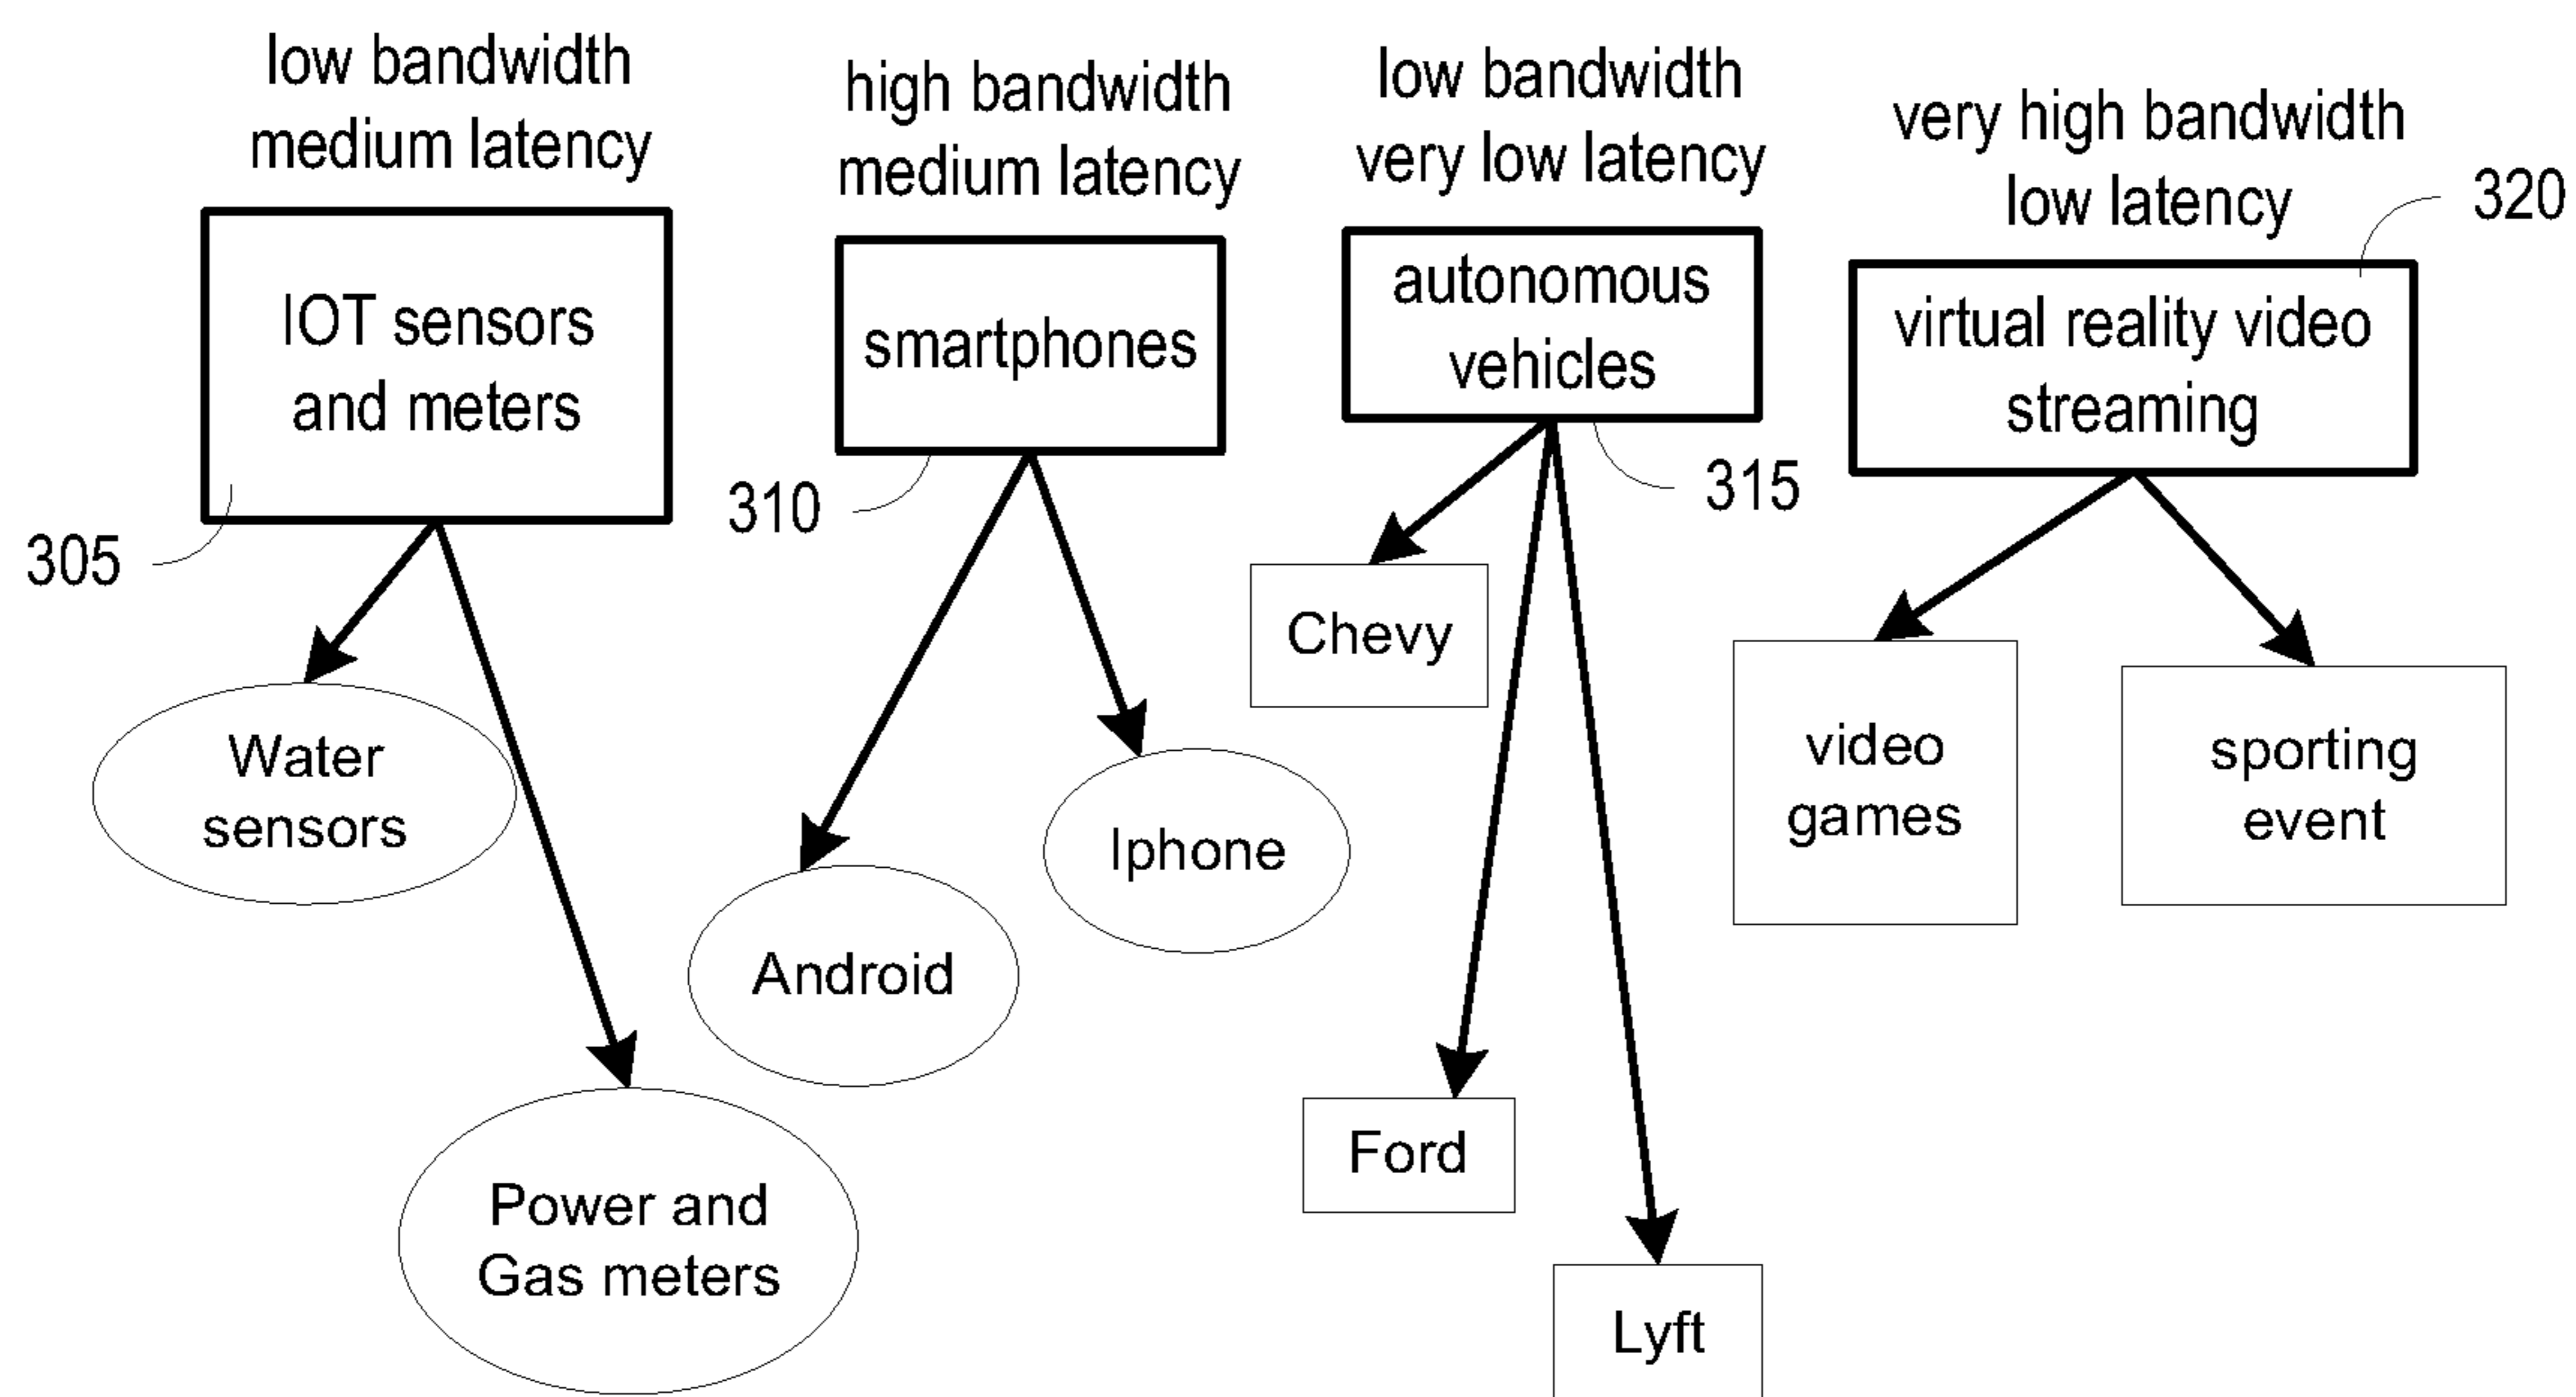 low bandwidth
medium latency
IOT sensors
and meters
305
Water
sensors
Power and
Gas meters
high bandwidth
medium latency
smartphones
310
Android
Iphone
low bandwidth
very low latency
autonomous
vehicles
315
Chevy
Ford
Lyft
very high bandwidth
low latency
320
virtual reality video
streaming
video
games
sporting
event